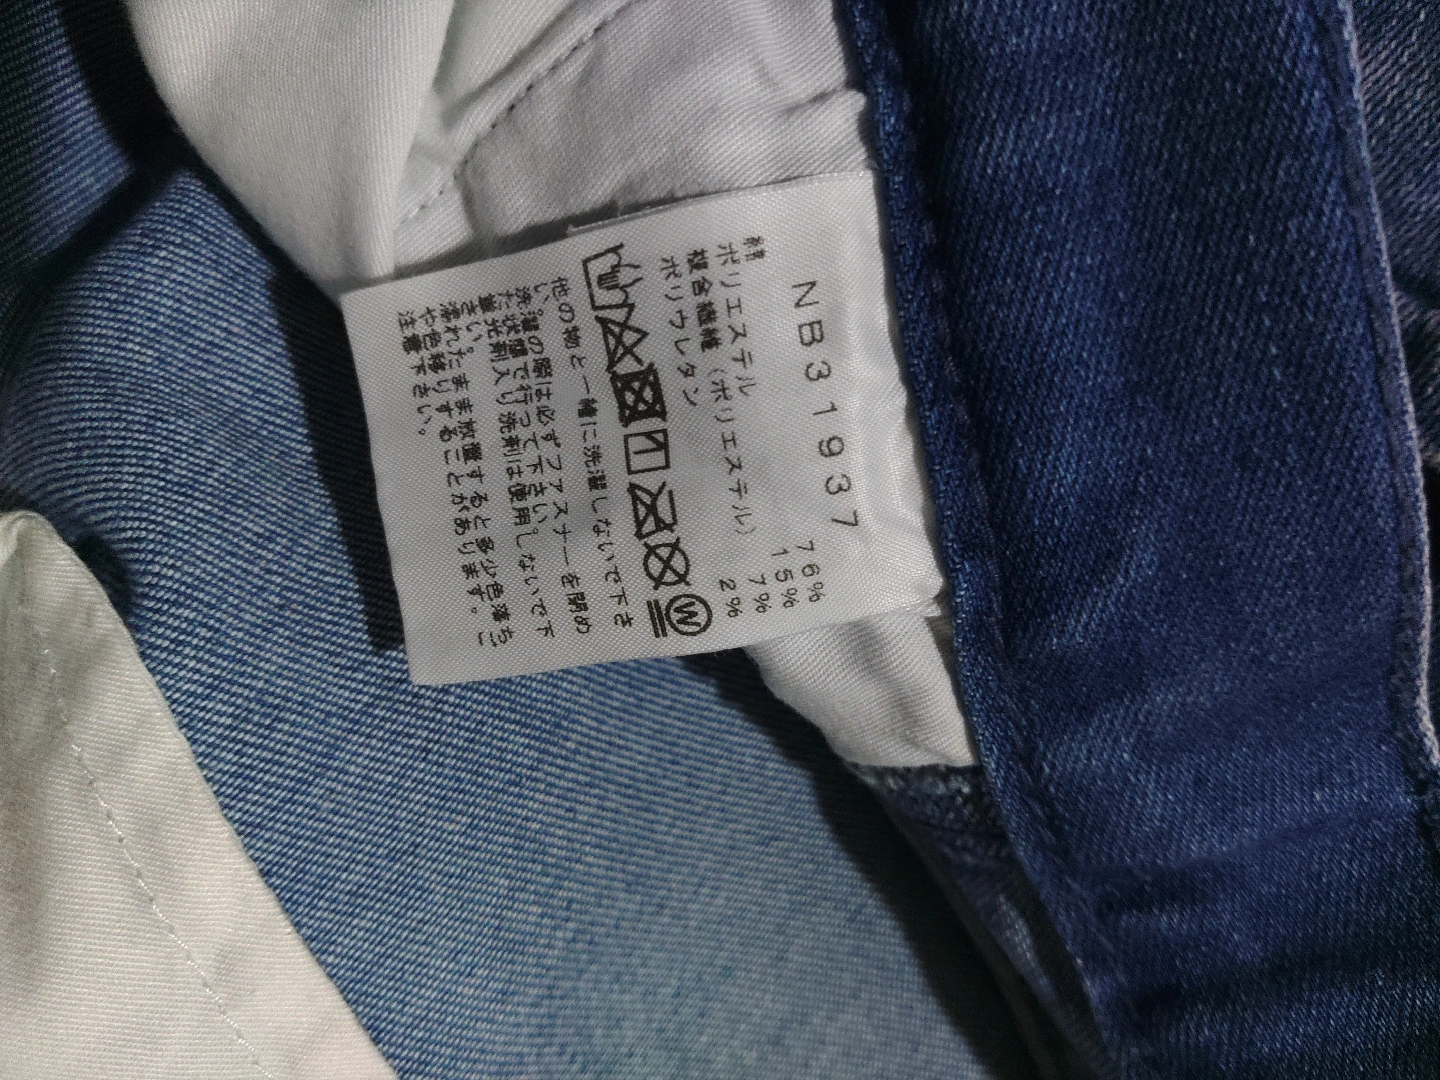 NB31937
綿 76%
ポリエステル 15%
複合繊維(ポリエステル) 7%
ポリウレタン 2%
W
他の物と一緒に洗濯しないで下さ
い。
洗濯の際は必ずファスナーを閉め
た状態で行って下さい。
蛍光剤入り洗剤は使用しないで下
さい。
濡れたまま放置すると多少色落ち
や色移りすることがあります。ご
注意下さい。